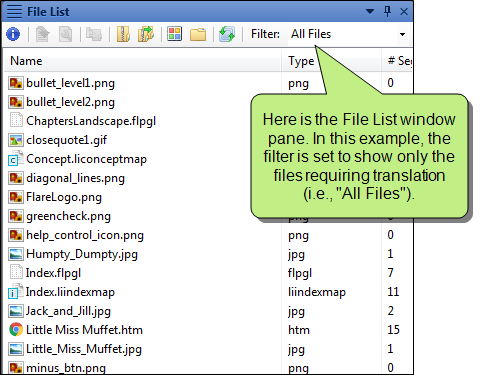 File List
Filter: All Files
Name Type # Seg
bullet_level1.png png 0
bullet_level2.png
ChaptersLandscape.flpgl
closequote1.gif
Concept.liconceptmap
diagonal_lines.png
FlareLogo.png
greencheck.png
help_control_icon.png png 0
Humpty_Dumpty.jpg jpg 1
Index.flpgl flpgl 7
Index.liindexmap liindexmap 11
Jack_and_Jill.jpg jpg 2
Little Miss Muffet.htm htm 15
Little_Miss_Muffet.jpg jpg 1
minus_btn.png png 0
Here is the File List window
pane. In this example, the
filter is set to show only the
files requiring translation
(i.e., "All Files").